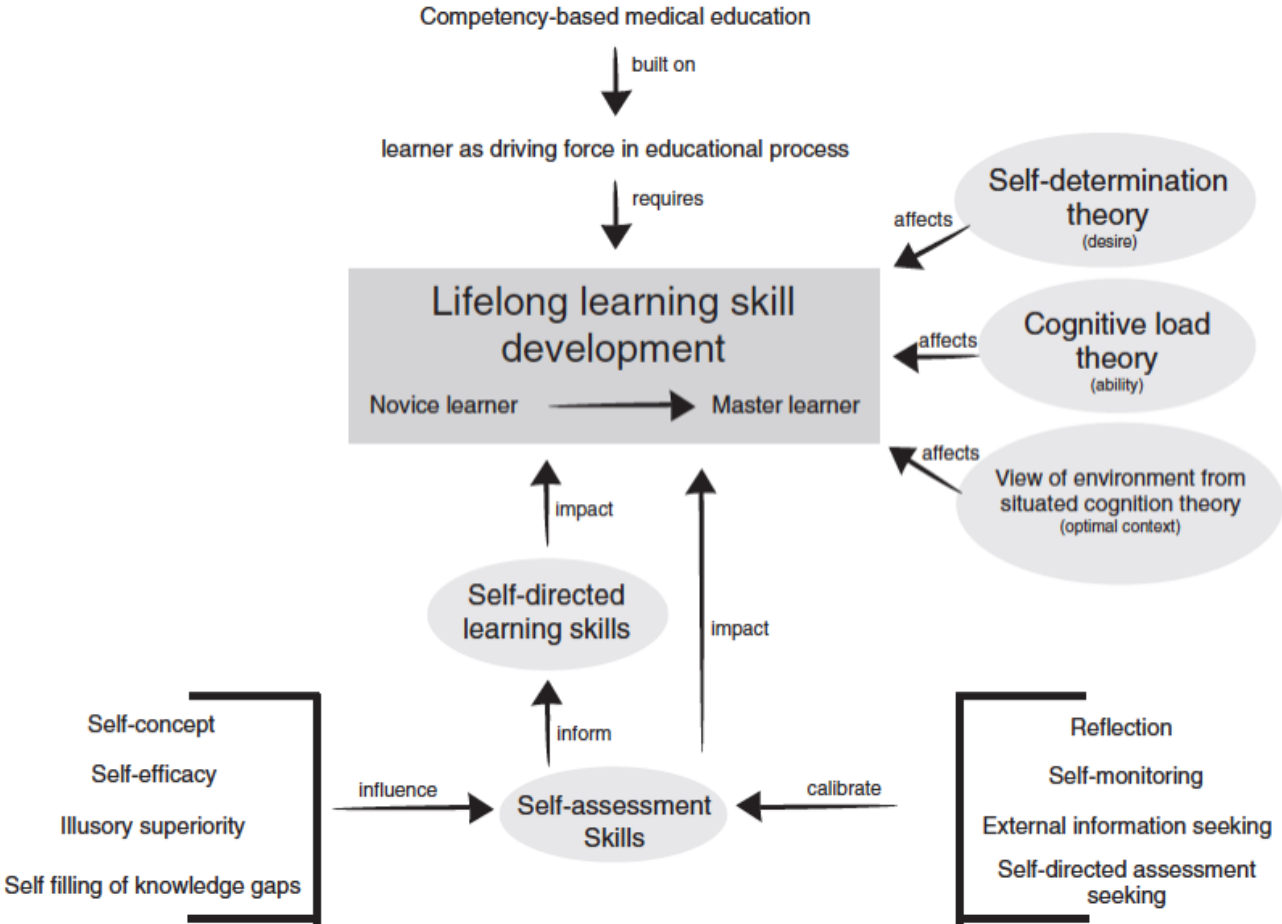 Competency-based medical education
built on
learner as driving force in educational process
requires
Self-determination
theory
(desire)
affects
Lifelong learning skill
development
Novice learner
Master learner
Cognitive load
theory
(ability)
affects
View of environment from
situated cognition theory
(optimal context)
affects
impact
Self-directed
learning skills
impact
inform
Self-concept
Self-efficacy
Illusory superiority
Self filling of knowledge gaps
influence
Self-assessment
Skills
calibrate
Reflection
Self-monitoring
External information seeking
Self-directed assessment
seeking